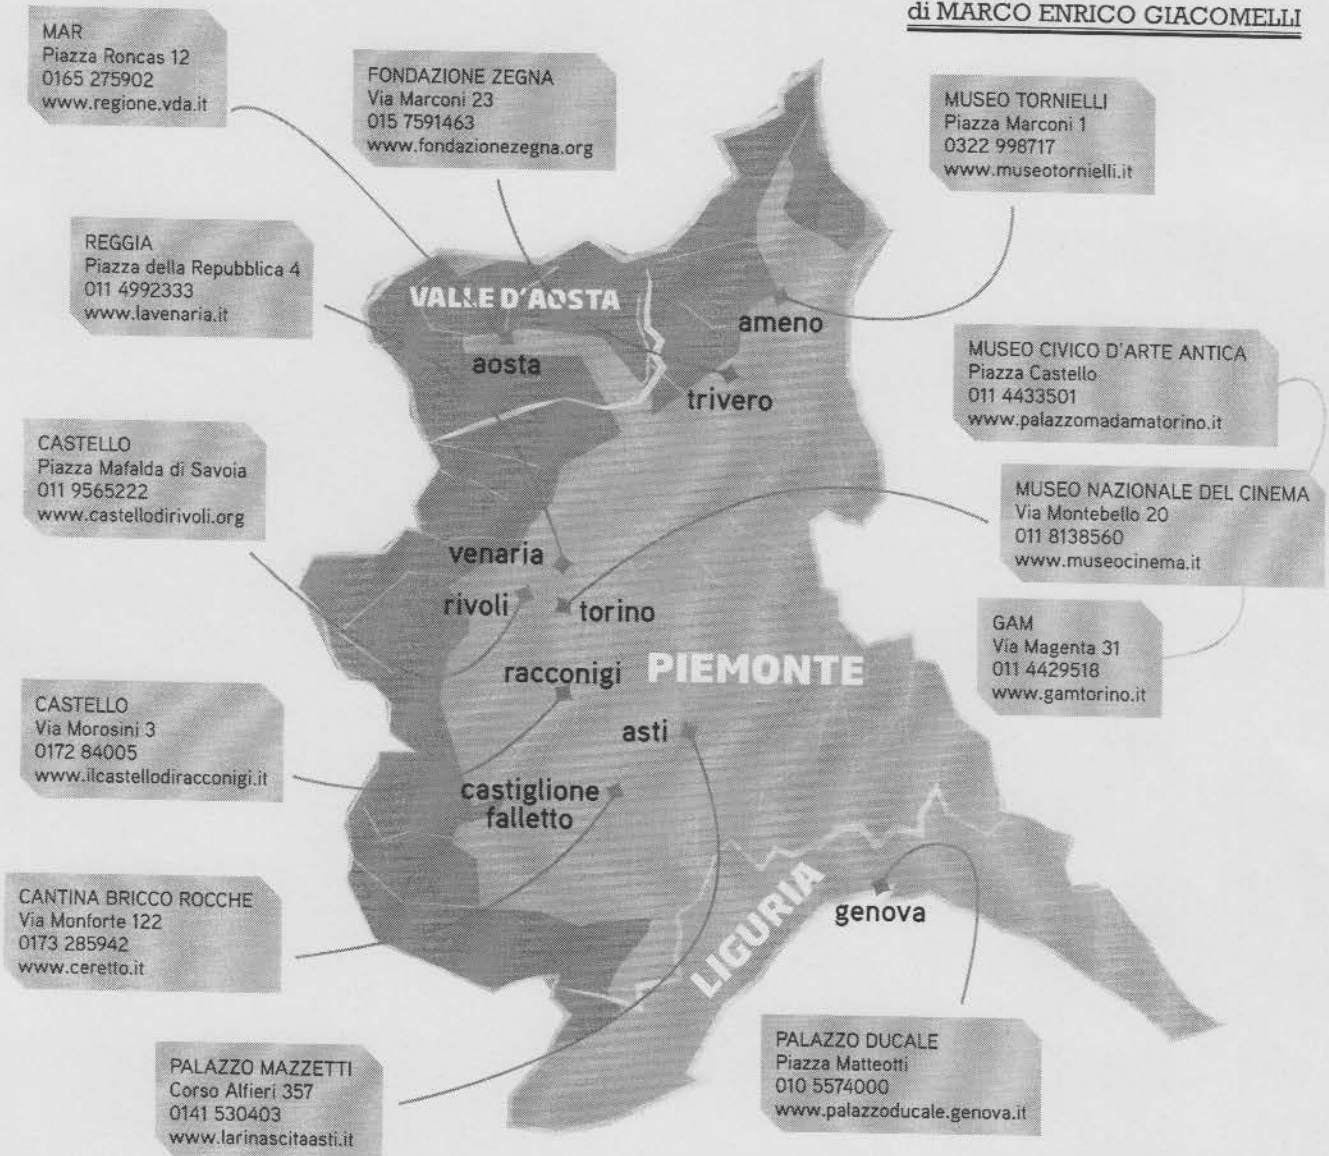 di MARCO ENRICO GIACOMELLI
MAR
Piazza Roncas 12
0165 275902
www.regione.vda.it
FONDAZIONE ZEGNA
Via Marconi 23
015 7591463
www.fondazionezegna.org
MUSEO TORNIELLI
Piazza Marconi 1
0322 998717
www.museotornielli.it
REGGIA
Piazza della Repubblica 4
011 4992333
www.lavenaria.it
VALLE D'AOSTA
aosta
ameno
trivero
MUSEO CIVICO D'ARTE ANTICA
Piazza Castello
011 4433501
www.palazzomadamatorino.it
CASTELLO
Piazza Mafalda di Savoia
011 9565222
www.castellodirivoli.org
MUSEO NAZIONALE DEL CINEMA
Via Montebello 20
011 8138560
www.museocinema.it
venaria
rivoli
torino
GAM
Via Magenta 31
011 4429518
www.gamtorino.it
racconigi
PIEMONTE
CASTELLO
Via Morosini 3
0172 84005
www.ilcastellodiracconigi.it
asti
castiglione
falletto
CANTINA BRICCO ROCCHE
Via Monforte 122
0173 285942
www.ceretto.it
LIGURIA
genova
PALAZZO MAZZETTI
Corso Alfieri 357
0141 530403
www.larinascitaasti.it
PALAZZO DUCALE
Piazza Matteotti
010 5574000
www.palazzoducale.genova.it